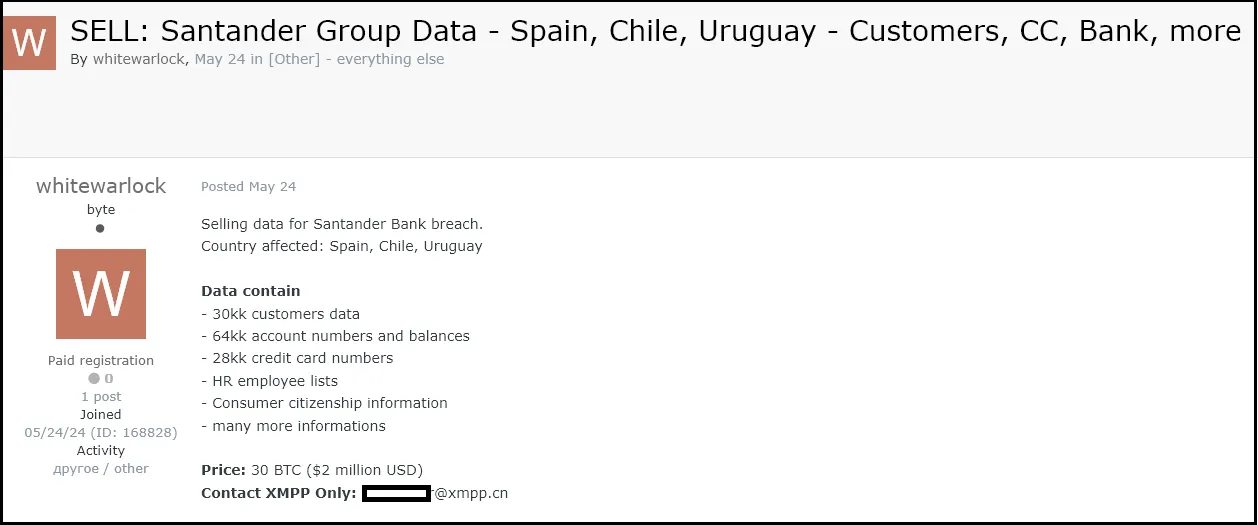 W
SELL: Santander Group Data - Spain, Chile, Uruguay - Customers, CC, Bank, more
By whitewarlock, May 24 in [Other] - everything else
whitewarlock
byte
W
Paid registration
0
1 post
Joined
05/24/24 (ID: 168828)
Activity
другое / other
Posted May 24
Selling data for Santander Bank breach.
Country affected: Spain, Chile, Uruguay
Data contain
- 30kk customers data
- 64kk account numbers and balances
- 28kk credit card numbers
- HR employee lists
- Consumer citizenship information
- many more informations
Price: 30 BTC ($2 million USD)
Contact XMPP Only: r@xmpp.cn